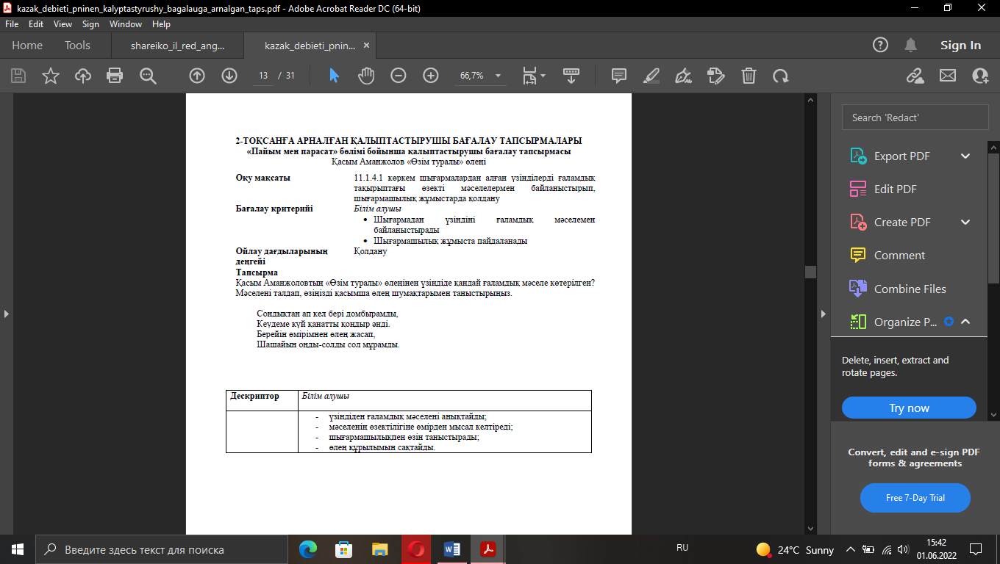 kazak_debieti_pninen_kalyptastyrushy_bagalauga_arnalgan_taps.pdf - Adobe Acrobat Reader DC (64-bit)
File Edit View Sign Window Help
Home Tools shareiko_il_red_ang... kazak_debieti_pnin... × Sign In
13 / 31 66,7%
2-ТОҚСАНҒА АРНАЛҒАН ҚАЛЫПТАСТЫРУШЫ БАҒАЛАУ ТАПСЫРМАЛАРЫ
«Пайым мен парасат» бөлімі бойынша қалыптастырушы бағалау тапсырмасы
Қасым Аманжолов «Өзім туралы» өлеңі
Оқу мақсаты 11.1.4.1 көркем шығармалардан алған үзінділерді ғаламдық
тақырыптағы өзекті мәселелермен байланыстырып,
шығармашылық жұмыстарда қолдану
Бағалау критерийі Білім алушы
• Шығармадан үзіндіні ғаламдық мәселемен
байланыстырады
• Шығармашылық жұмыста пайдаланады
Ойлау дағдыларының Қолдану
деңгейі
Тапсырма
Қасым Аманжоловтың «Өзім туралы» өлеңінен үзіндіде қандай ғаламдық мәселе көтерілген?
Мәселені талдап, өзіңізді қасымша өлең шумақтарымен таныстырыңыз.
Сондықтан ап кел бері домбырамды,
Кеудеме күй қанатты қондыр әнді.
Берейін өмірімнен өлең жасап,
Шашайын оңды-солды сол мұрамды.
Дескриптор Білім алушы
- үзіндіден ғаламдық мәселені анықтайды;
- мәселенің өзектілігіне өмірден мысал келтіреді;
- шығармашылықпен өзін таныстырады;
- өлең құрылымын сақтайды.
Search 'Redact'
Export PDF
Edit PDF
Create PDF
Comment
Combine Files
Organize P...
Delete, insert, extract and
rotate pages.
Try now
Convert, edit and e-sign PDF
forms & agreements
Free 7-Day Trial
Введите здесь текст для поиска
RU
24°C Sunny
15:42
01.06.2022